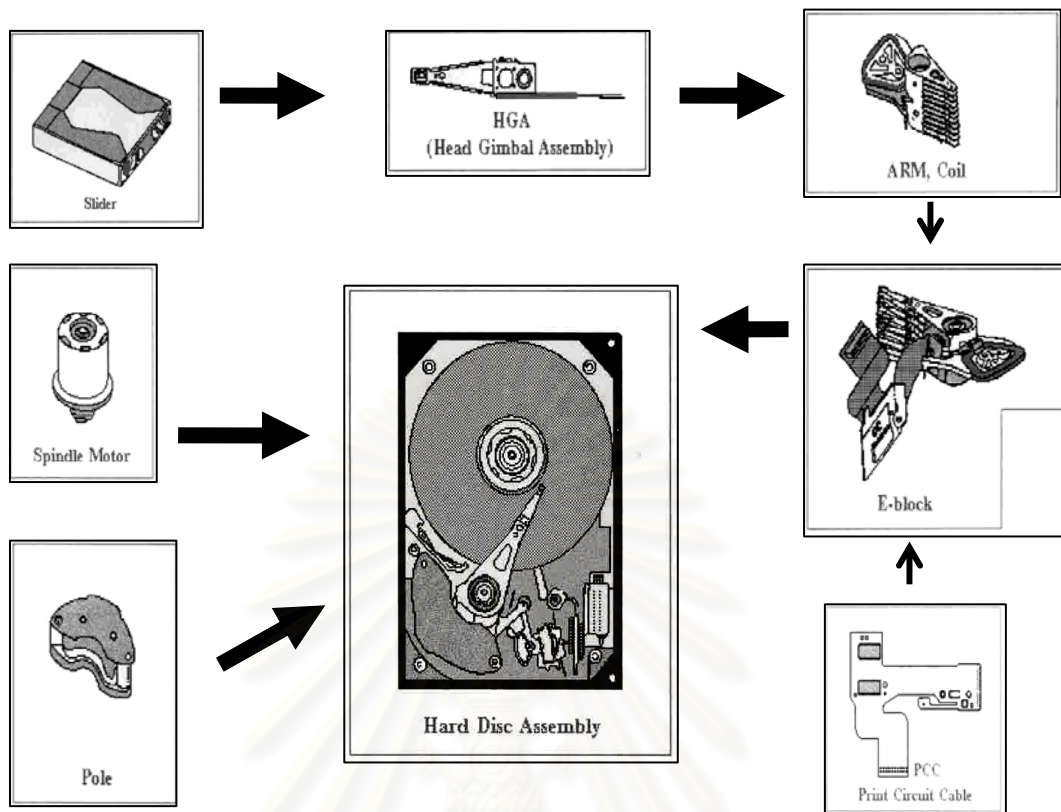 Slider
HGA
(Head Gimbal Assembly)
ARM, Coil
Spindle Motor
Hard Disc Assembly
E-block
Pole
PCC
Print Circuit Cable